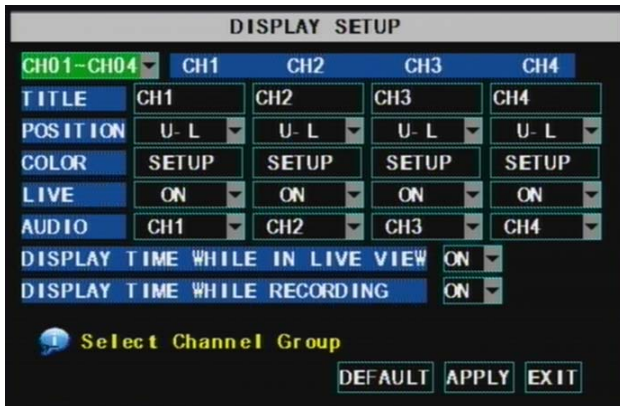 DISPLAY SETUP
CH01-CH04 CH1 CH2 CH3 CH4
TITLE CH1 CH2 CH3 CH4
POSITION U-L U-L U-L U-L
COLOR SETUP SETUP SETUP SETUP
LIVE ON ON ON ON
AUDIO CH1 CH2 CH3 CH4
DISPLAY TIME WHILE IN LIVE VIEW ON
DISPLAY TIME WHILE RECORDING ON
Select Channel Group
DEFAULT APPLY EXIT